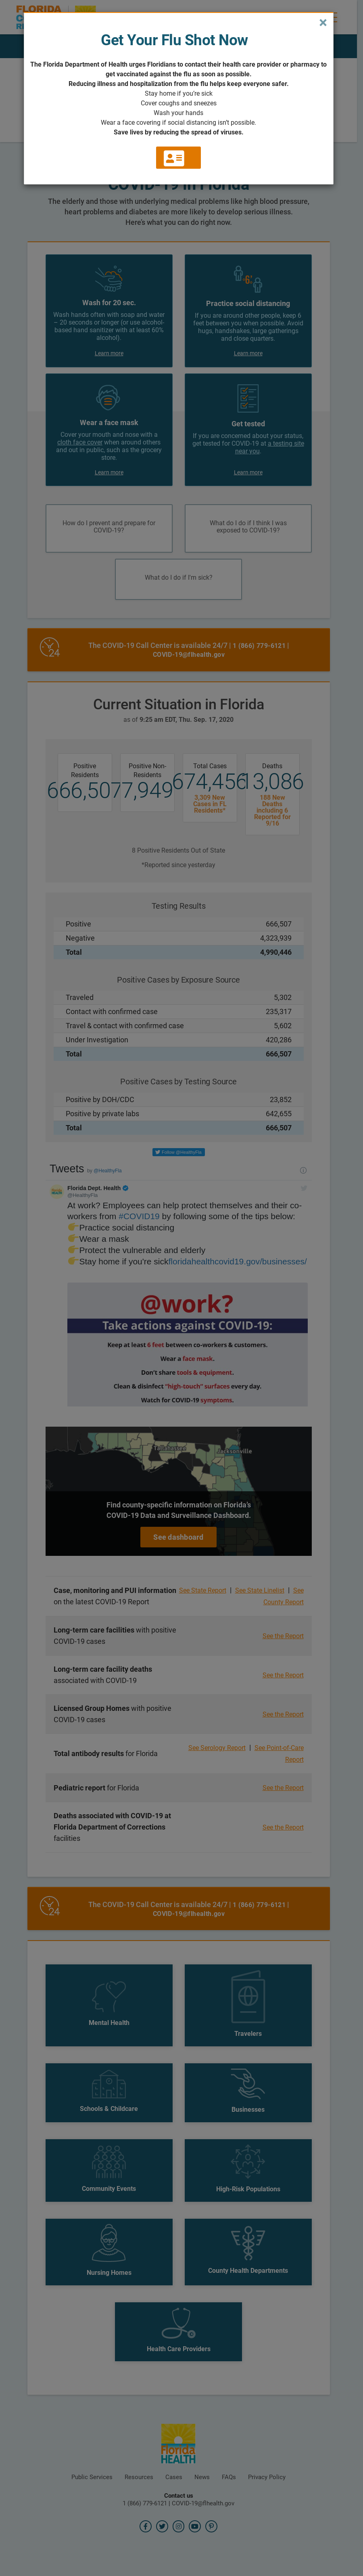 ×
Get Your Flu Shot Now
The Florida Department of Health urges Floridians to contact their health care provider or pharmacy to
get vaccinated against the flu as soon as possible.
Reducing illness and hospitalization from the flu helps keep everyone safer.
Stay home if you're sick
Cover coughs and sneezes
Wash your hands
Wear a face covering if social distancing isn't possible.
Save lives by reducing the spread of viruses.
COVID-19 in Florida
The elderly population and those who have underlying health issues, lung problems,
heart problems and diabetes are more likely to develop serious illness.
Here's what you can do right now.
Wash for 20 sec.
Wash hands often with soap and water
– 20 seconds or longer (or use alcohol-
based hand sanitizer with at least 60%
alcohol).
Learn more
6'
Practice social distancing
If you are around other people, keep 6
feet between you when possible. Avoid
hugs, handshakes, large gatherings
and close quarters.
Learn more
Wear a face mask
Cover your mouth and nose with a
cloth face cover when around others
and out in public, such as the grocery
store.
Learn more
Get tested
If you are concerned about your status,
get tested for COVID-19 at a testing site
near you.
Learn more
How do I prevent and prepare for
COVID-19?
What do I do if I think I was
exposed to COVID-19?
What do I do if I'm sick?
24
The COVID-19 Call Center is available 24/7 | 1 (866) 779-6121 |
COVID-19@flhealth.gov
Current Situation in Florida
as of 9:25 am EDT, Thu. Sep. 17, 2020
Positive
Residents
666,507
Positive Non-
Residents
7,949
Total Cases
674,456
3,309 New
Cases in FL
Residents*
Deaths
13,086
Deaths
including 6
Reported for
9/16
8 Positive Residents Out of State
*Reported since yesterday
Testing Results
Positive 666,507
Negative 4,323,939
Total 4,990,446
Positive Cases by Exposure Source
Traveled 5,302
Contact with confirmed case 235,317
Travel & contact with confirmed case 5,602
Under Investigation 420,286
Total 666,507
Positive Cases by Testing Source
Positive by DOH/CDC 23,852
Positive by private labs 642,655
Total 666,507
Follow @HealthyFla
Tweets by @HealthyFla
Florida Dept. Health
@HealthyFla
At work? Employees can help protect themselves and their co-
workers from #COVID19 by following some of the tips below:
👉Practice social distancing
👉Wear a mask
👉Protect the vulnerable and elderly
👉Stay home if you're sickfloridahealthcovid19.gov/businesses/
@work?
Take actions against COVID-19:
Keep at least 6 feet between co-workers & customers.
Wear a face mask.
Don't share tools & equipment.
Clean & disinfect "high-touch" surfaces every day.
Watch for COVID-19 symptoms.
Tallahassee
Jacksonville
Find county-specific information on Florida's
COVID-19 Data and Surveillance Dashboard.
See dashboard
Case, monitoring and PUI information See State Report | See State Linelist | See
on the latest COVID-19 Report County Report
Long-term care facilities with positive
COVID-19 cases
See the Report
Long-term care facility deaths
associated with COVID-19
See the Report
Licensed Group Homes with positive
COVID-19 cases
See the Report
Total antibody results for Florida
See Serology Report | See Point-of-Care
Report
Pediatric report for Florida See the Report
Deaths associated with COVID-19 at
Florida Department of Corrections
facilities
See the Report
24
The COVID-19 Call Center is available 24/7 | 1 (866) 779-6121 |
COVID-19@flhealth.gov
Mental Health
Travelers
Schools & Childcare
Businesses
Community Events
High-Risk Populations
Nursing Homes
County Health Departments
Health Care Providers
Florida
HEALTH
Public Services Resources Cases News FAQs Privacy Policy
Contact us
1 (866) 779-6121 | COVID-19@flhealth.gov